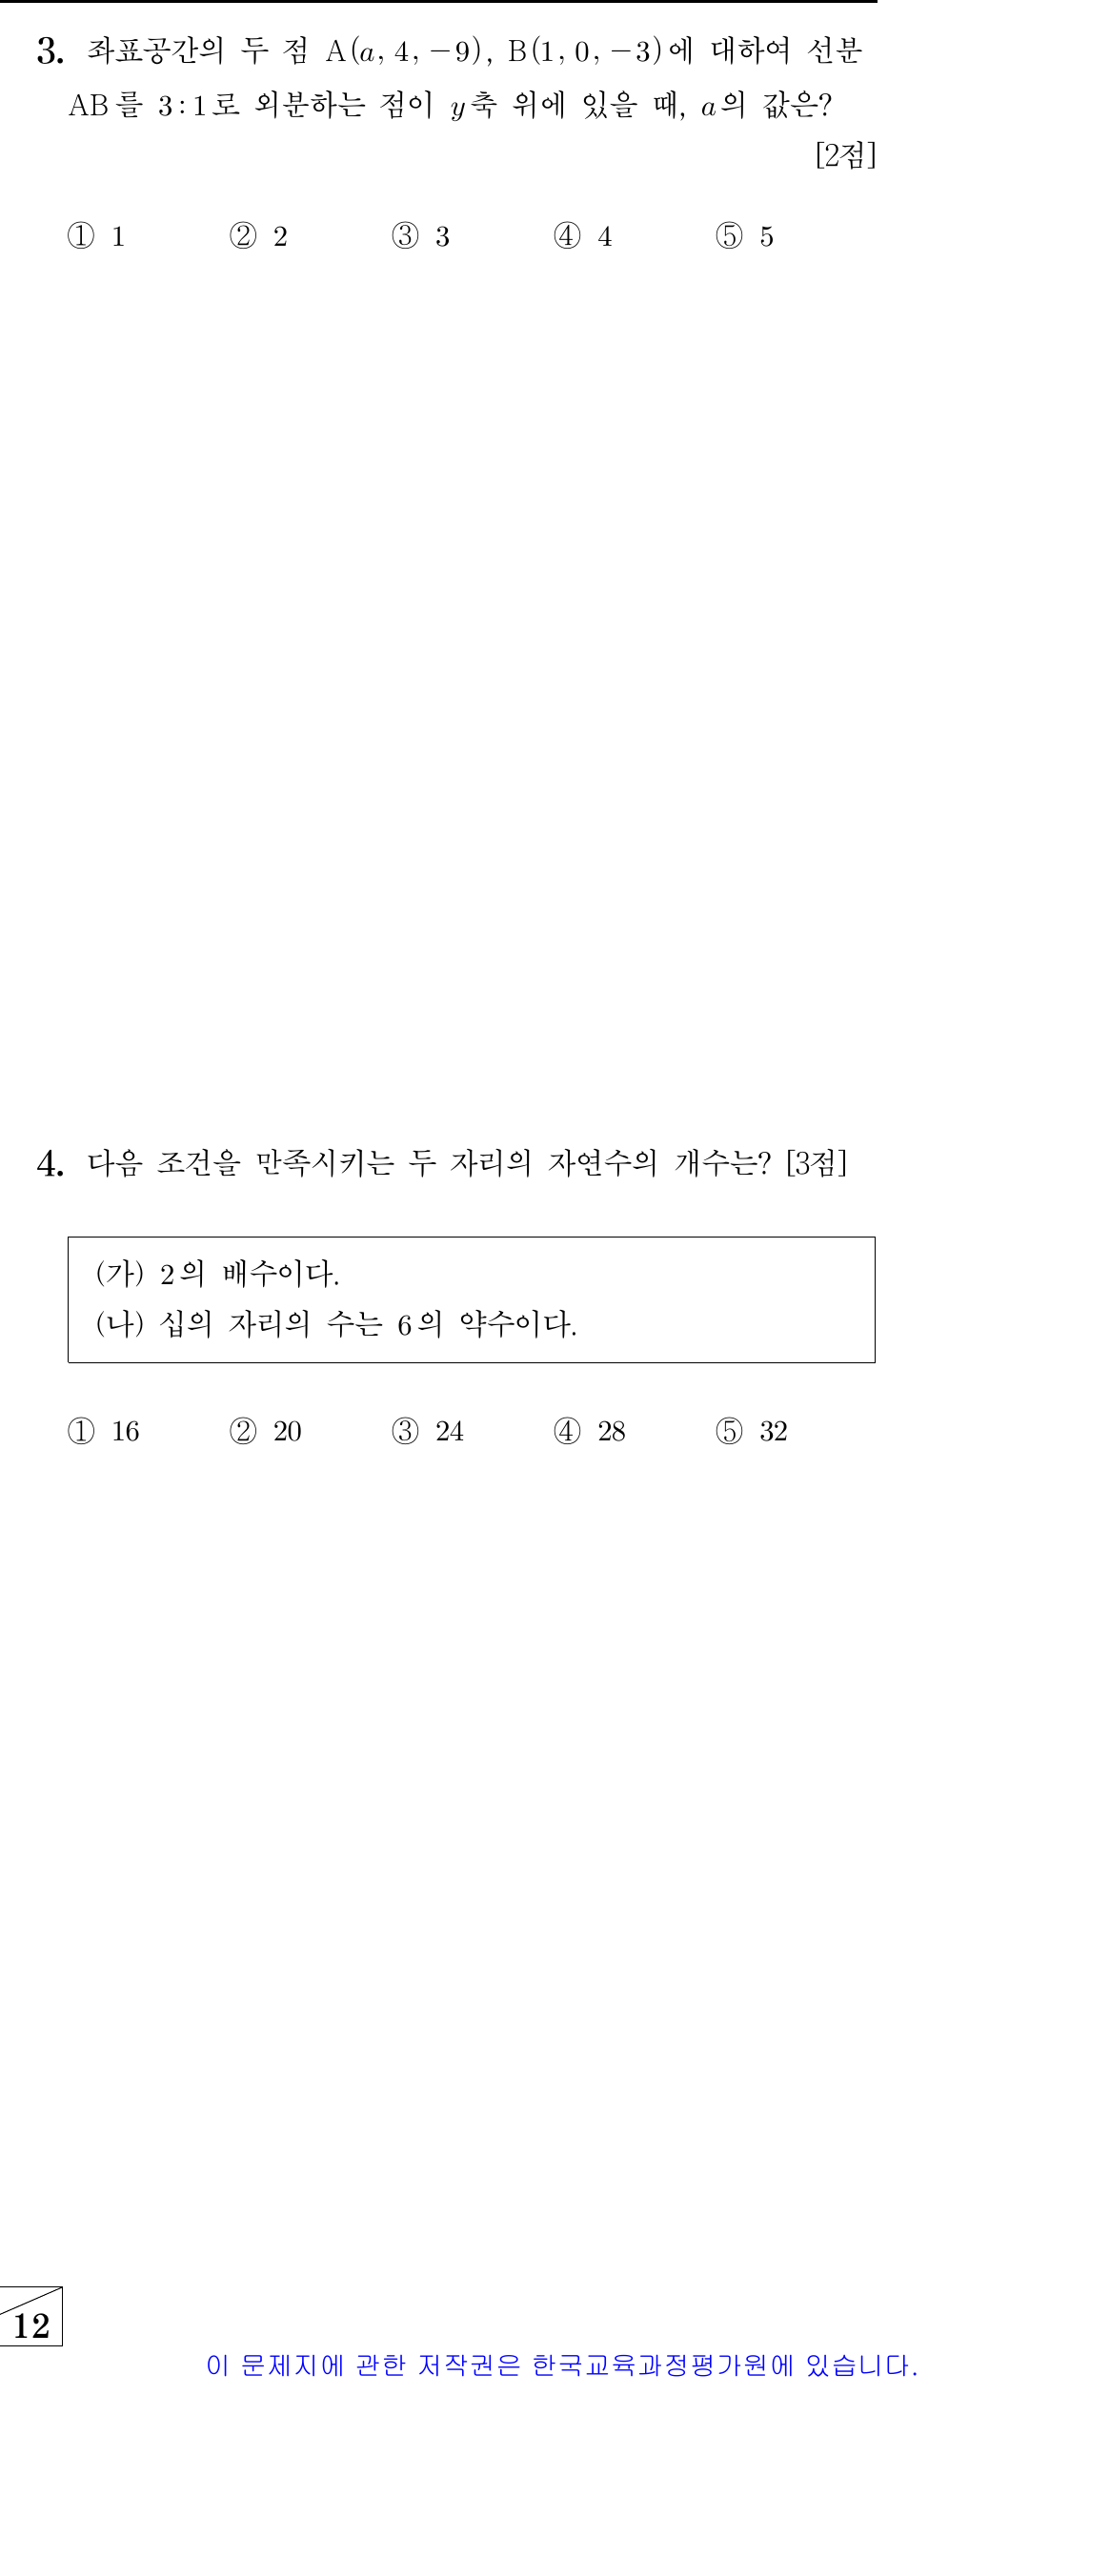 3. 좌표공간의 두 점 A(a, 4, −9), B(1, 0, −3)에 대하여 선분
AB를 3:1로 외분하는 점이 y축 위에 있을 때, a의 값은?
[2점]
① 1 ② 2 ③ 3 ④ 4 ⑤ 5
4. 다음 조건을 만족시키는 두 자리의 자연수의 개수는? [3점]
(가) 2의 배수이다.
(나) 십의 자리의 수는 6의 약수이다.
① 16 ② 20 ③ 24 ④ 28 ⑤ 32
12
이 문제지에 관한 저작권은 한국교육과정평가원에 있습니다.